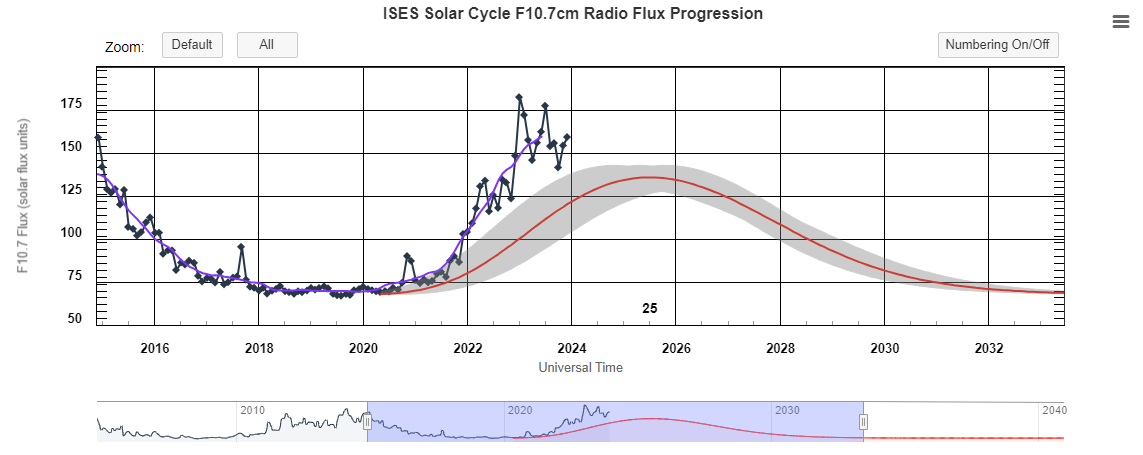 ISES Solar Cycle F10.7cm Radio Flux Progression
Zoom: Default All Numbering On/Off
175
150
125
100
75
50
F10.7 Flux (solar flux units)
25
2016 2018 2020 2022 2024 2026 2028 2030 2032
Universal Time
2010 2020 2030 2040